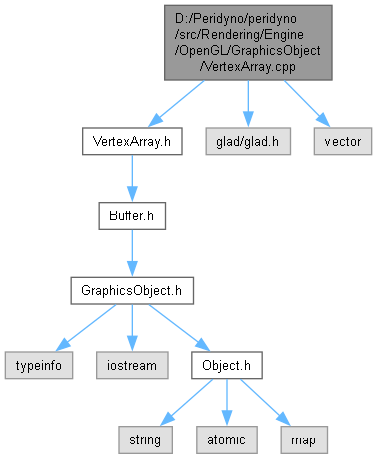 D:/Peridyno/peridyno
/src/Rendering/Engine
/OpenGL/GraphicsObject
/VertexArray.cpp
VertexArray.h
glad/glad.h
vector
Buffer.h
GraphicsObject.h
typeinfo
iostream
Object.h
string
atomic
map